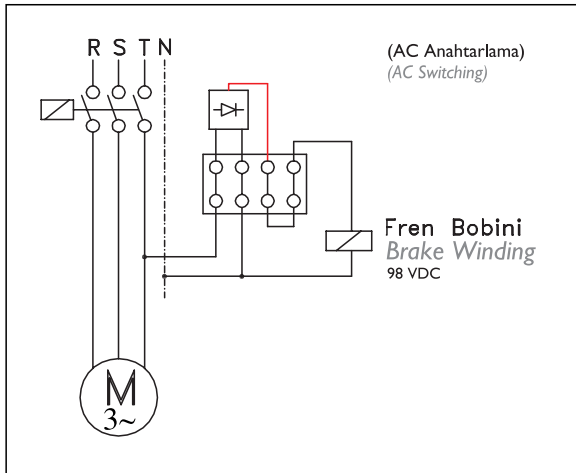 R S T N
(AC Anahtarlama)
(AC Switching)
Fren Bobini
Brake Winding
98 VDC
M
3~